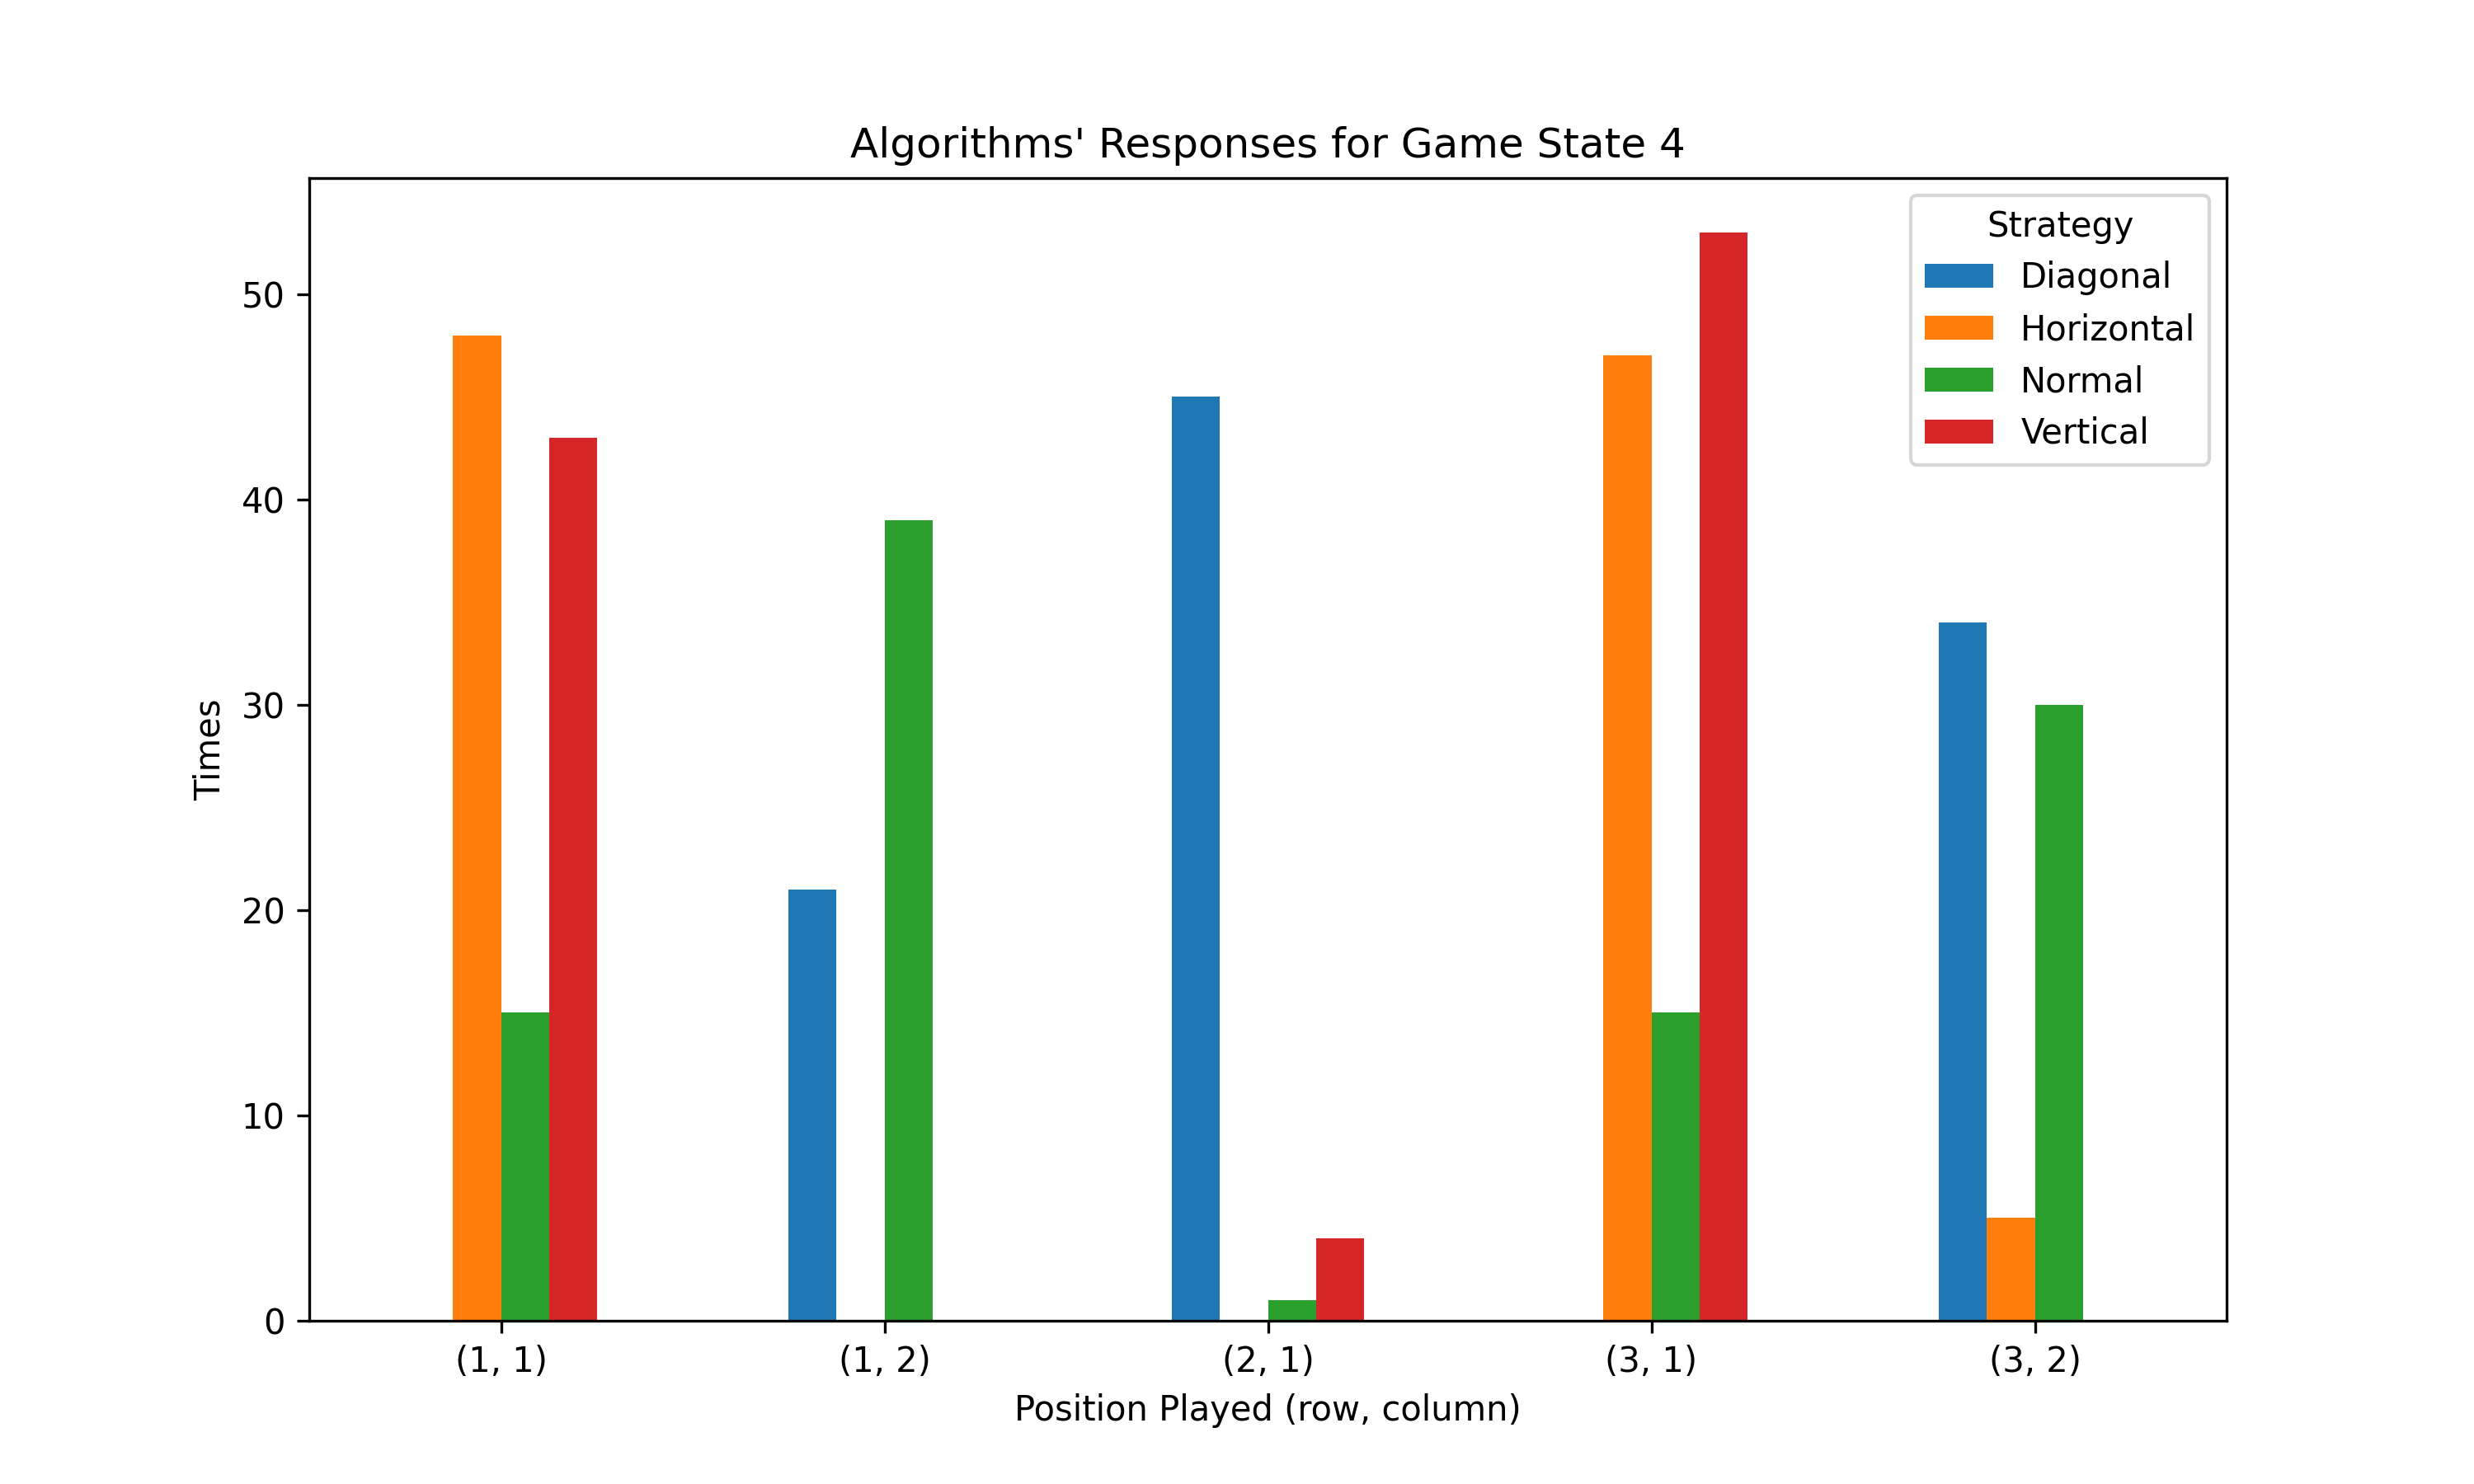 Algorithms' Responses for Game State 4
Strategy
Diagonal
Horizontal
Normal
Vertical
Times
50
40
30
20
10
0
(1, 1) (1, 2) (2, 1) (3, 1) (3, 2)
Position Played (row, column)